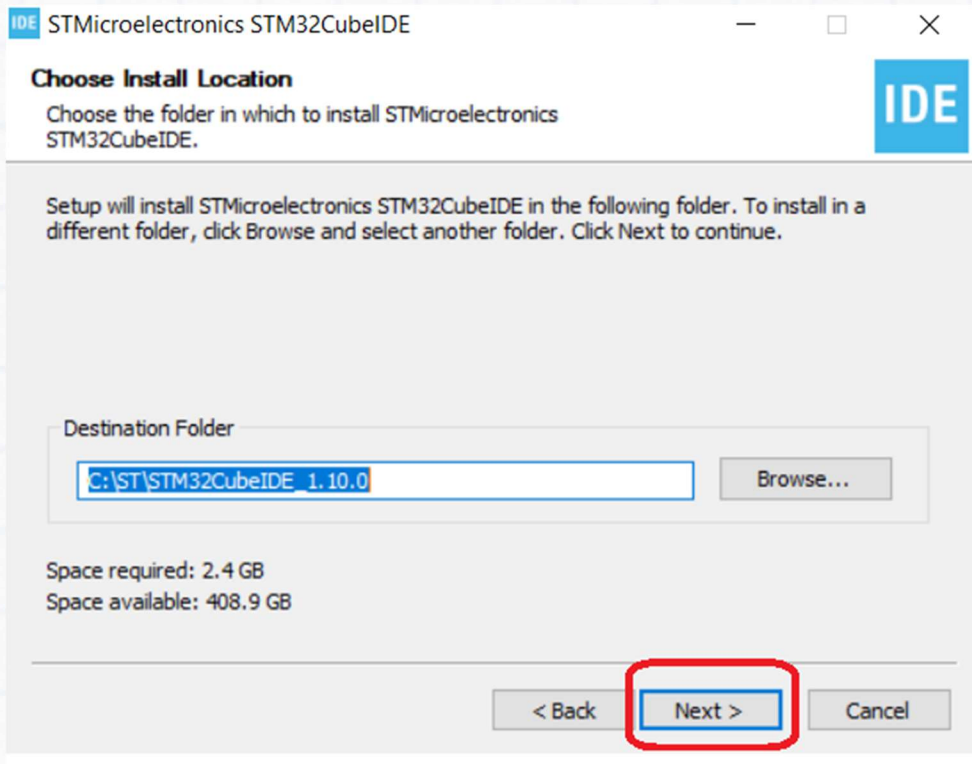 IDE STMicroelectronics STM32CubeIDE
Choose Install Location
Choose the folder in which to install STMicroelectronics
STM32CubeIDE.
IDE
Setup will install STMicroelectronics STM32CubeIDE in the following folder. To install in a
different folder, click Browse and select another folder. Click Next to continue.
Destination Folder
C:\ST\STM32CubeIDE_1.10.0
Browse...
Space required: 2.4 GB
Space available: 408.9 GB
< Back
Next >
Cancel